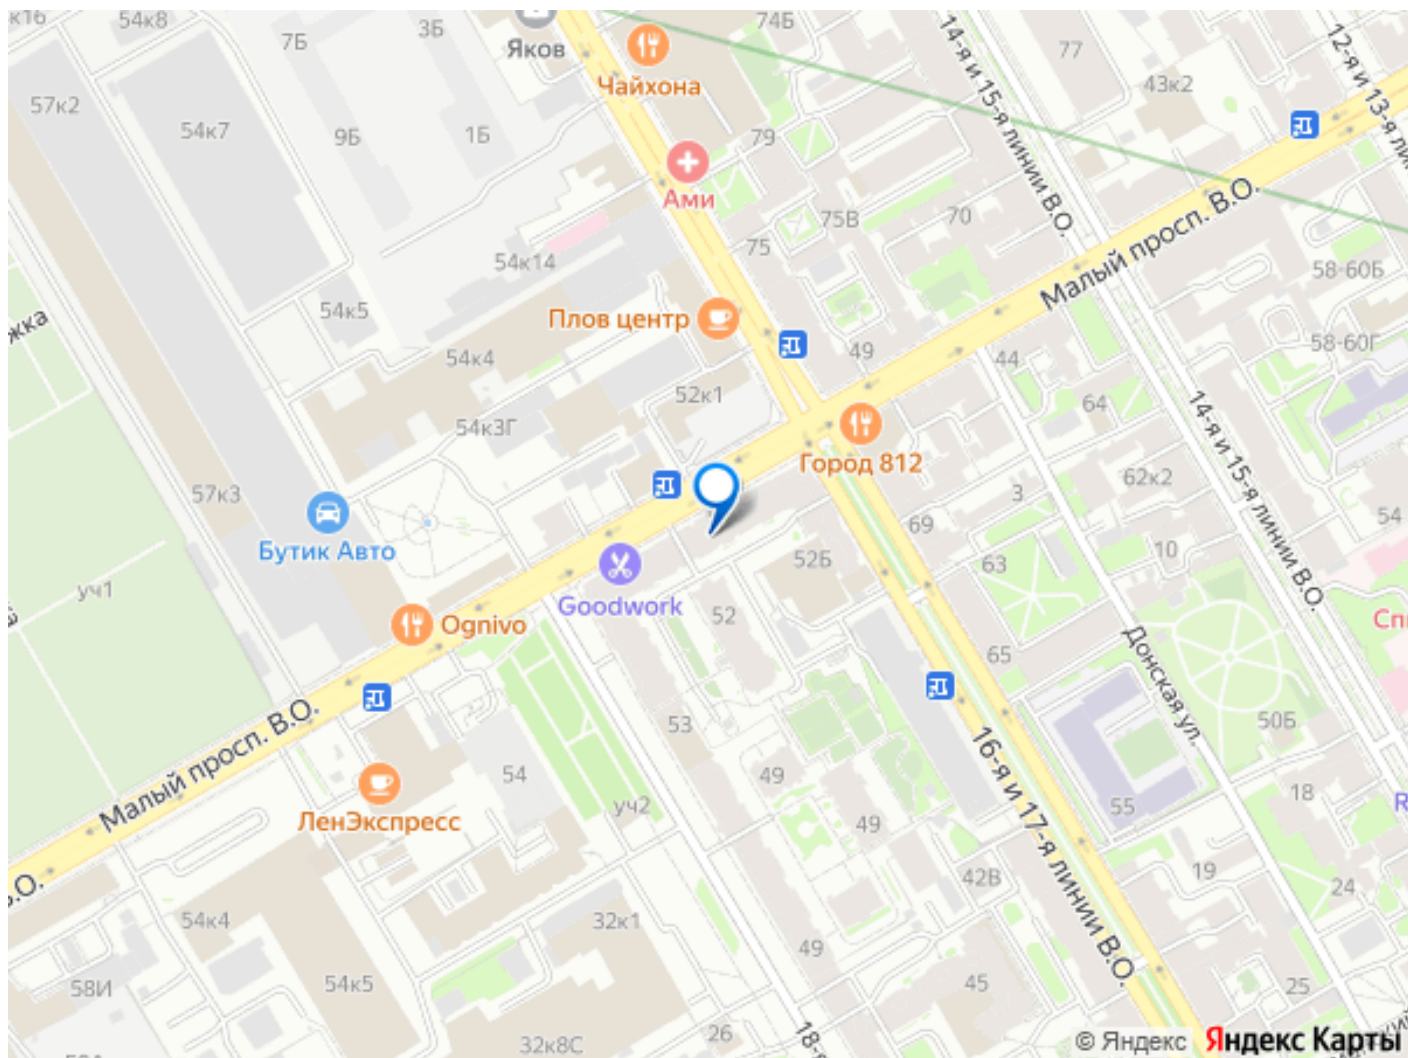 к16
54к8
7Б
3Б
Яков
74Б
Чайхона
14-я и 15-я линии В.О.
77
12-я и 13-я
43к2
57к2
54к7
9Б
1Б
79
Ами
75В
70
75
Малый просп. В.О.
58-60Б
54к14
54к5
Плов центр
49
44
58-60Г
54к4
52к1
64
14-я и 15-я линии В.О.
54к3Г
Город 812
62к2
57к3
3
69
54
Бутик Авто
52Б
63
10
уч1
Goodwork
52
Ognivo
65
Донская ул.
50Б
Малый просп. В.О.
53
16-я и 17-я линии В.О.
54
49
55
18
ЛенЭкспресс
уч2
49
19
42В
24
54к4
32к1
49
58И
54к5
45
25
26
18-я
32к8С
© Яндекс
Яндекс Карты